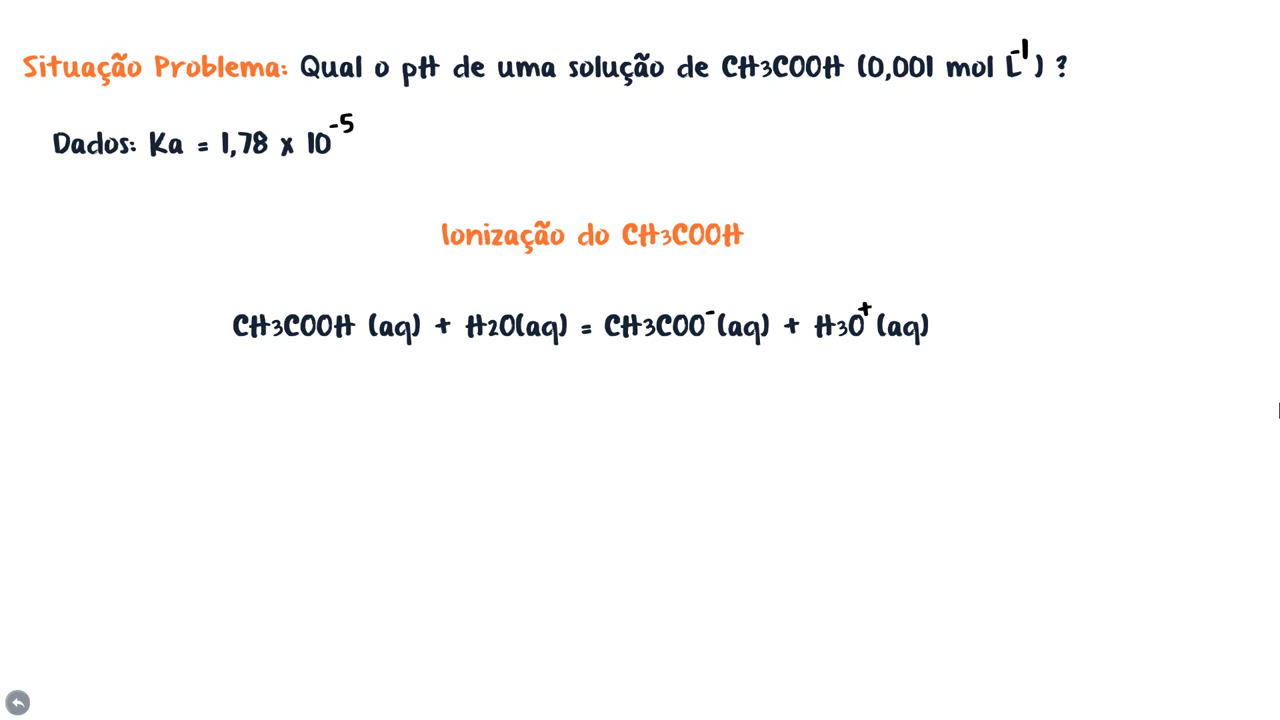 Situação Problema: Qual o pH de uma solução de CH₃COOH (0,001 mol L⁻¹) ?
Dados: Ka = 1,78 x 10⁻⁵
Ionização do CH₃COOH
CH₃COOH (aq) + H₂O(aq) = CH₃COO⁻(aq) + H₃O⁺(aq)